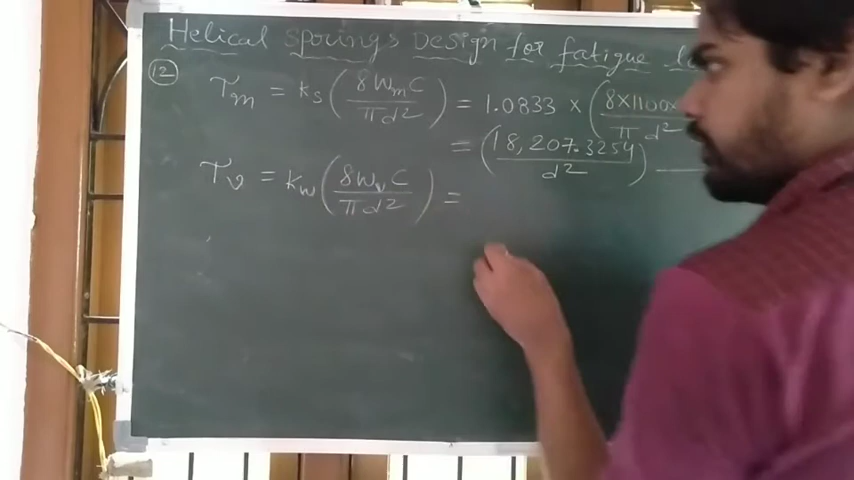 Helical Springs Design for fatigue
12 τm = Ks (8WmC / πd²) = 1.0833 × (8×1100× / πd²
= (18,207.3254 / d²)
τv = Kw (8WvC / πd²) =